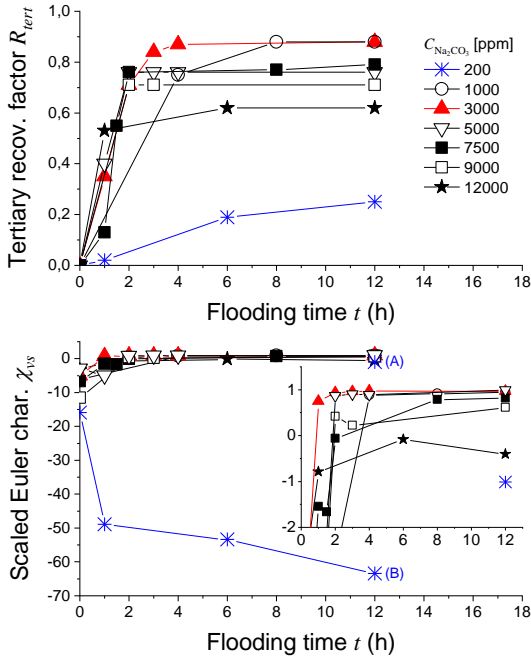 Tertiary recov. factor R_tert
1,0
0,8
0,6
0,4
0,2
0,0
0 2 4 6 8 10 12 14 16 18
Flooding time t (h)
C_Na₂CO₃ [ppm]
200
1000
3000
5000
7500
9000
12000
Scaled Euler char. χ_vs
0
-10
-20
-30
-40
-50
-60
-70
(A)
(B)
1
0
-1
-2
0 2 4 6 8 10 12
0 2 4 6 8 10 12 14 16 18
Flooding time t (h)